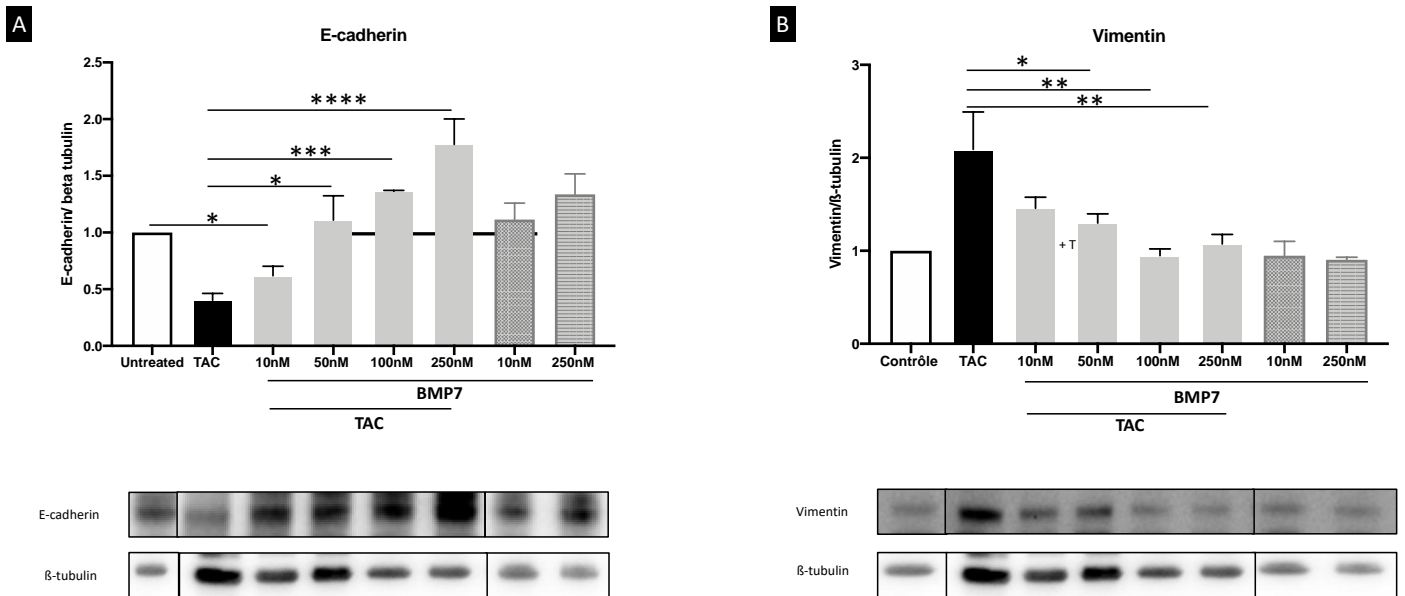 A
E-cadherin
E-cadherin/ beta tubulin
2.5
2.0
1.5
1.0
0.5
0.0
****
***
*
*
Untreated TAC 10nM 50nM 100nM 250nM 10nM 250nM
BMP7
TAC
E-cadherin
ß-tubulin
B
Vimentin
Vimentin/ß-tubulin
3
2
1
0
*
**
**
+ T
Contrôle TAC 10nM 50nM 100nM 250nM 10nM 250nM
BMP7
TAC
Vimentin
ß-tubulin